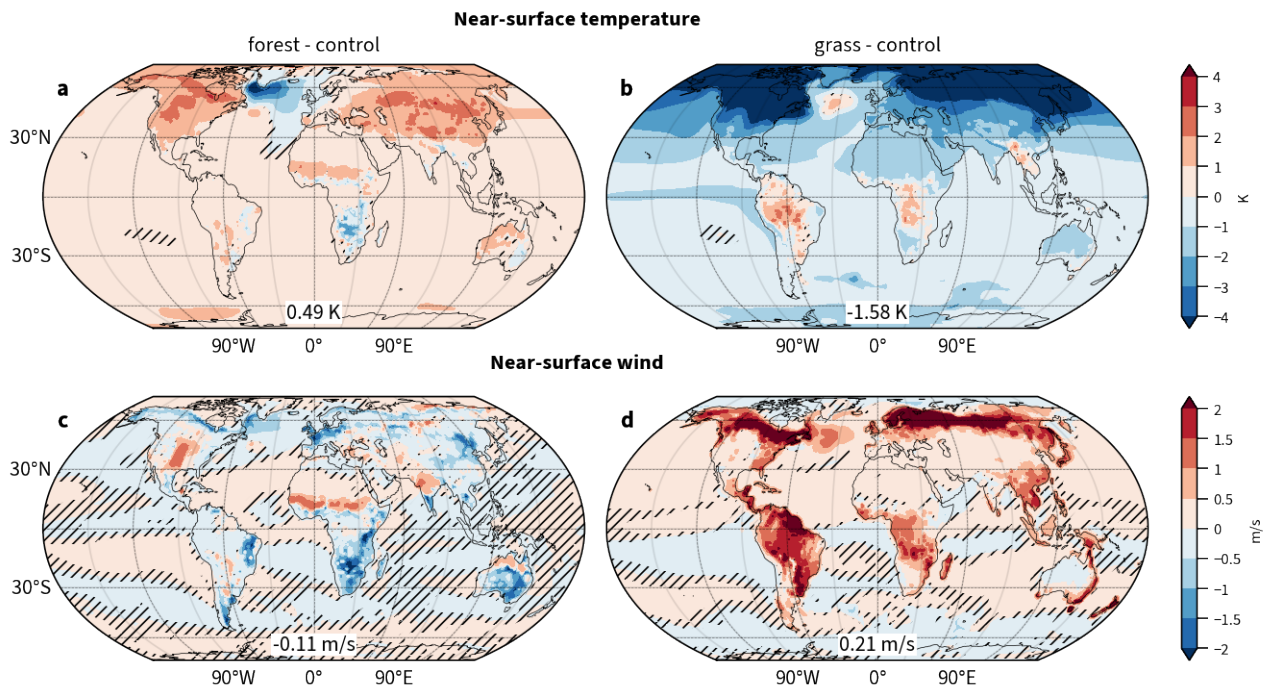 Near-surface temperature
forest - control
grass - control
a
b
30°N
30°S
0.49 K
-1.58 K
90°W 0° 90°E
90°W 0° 90°E
4
3
2
1
0
−1
−2
−3
−4
K
Near-surface wind
c
d
30°N
30°S
-0.11 m/s
0.21 m/s
90°W 0° 90°E
90°W 0° 90°E
2
1.5
1
0.5
0
−0.5
−1
−1.5
−2
m/s